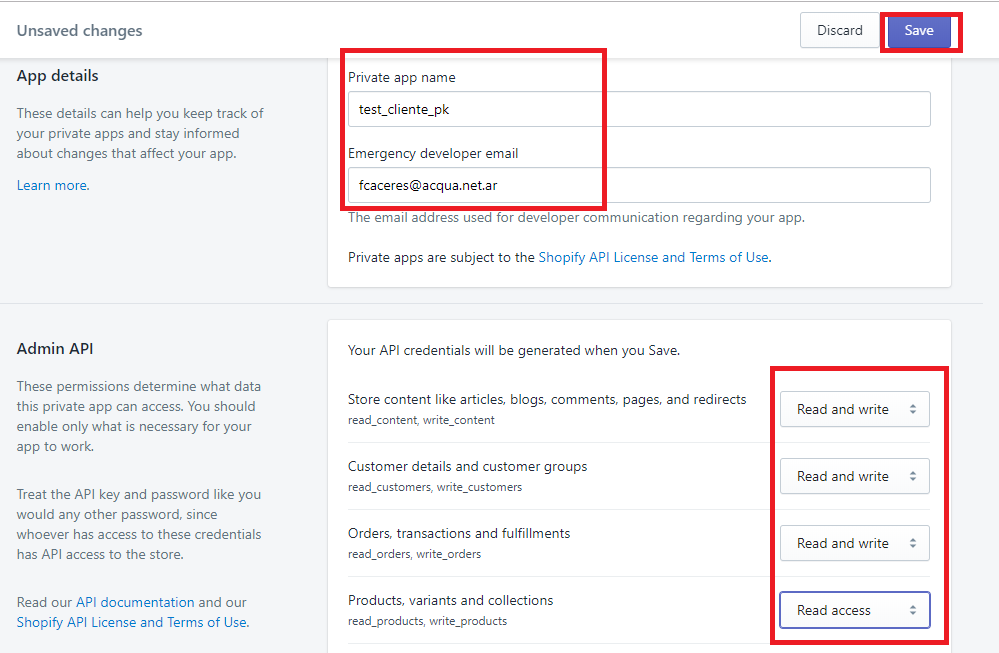 Unsaved changes
Discard
Save
App details
These details can help you keep track of
your private apps and stay informed
about changes that affect your app.
Learn more.
Private app name
test_cliente_pk
Emergency developer email
fcaceres@acqua.net.ar
The email address used for developer communication regarding your app.
Private apps are subject to the Shopify API License and Terms of Use.
Admin API
These permissions determine what data
this private app can access. You should
enable only what is necessary for your
app to work.
Treat the API key and password like you
would any other password, since
whoever has access to these credentials
has API access to the store.
Read our API documentation and our
Shopify API License and Terms of Use.
Your API credentials will be generated when you Save.
Store content like articles, blogs, comments, pages, and redirects
read_content, write_content
Read and write
Customer details and customer groups
read_customers, write_customers
Read and write
Orders, transactions and fulfillments
read_orders, write_orders
Read and write
Products, variants and collections
read_products, write_products
Read access